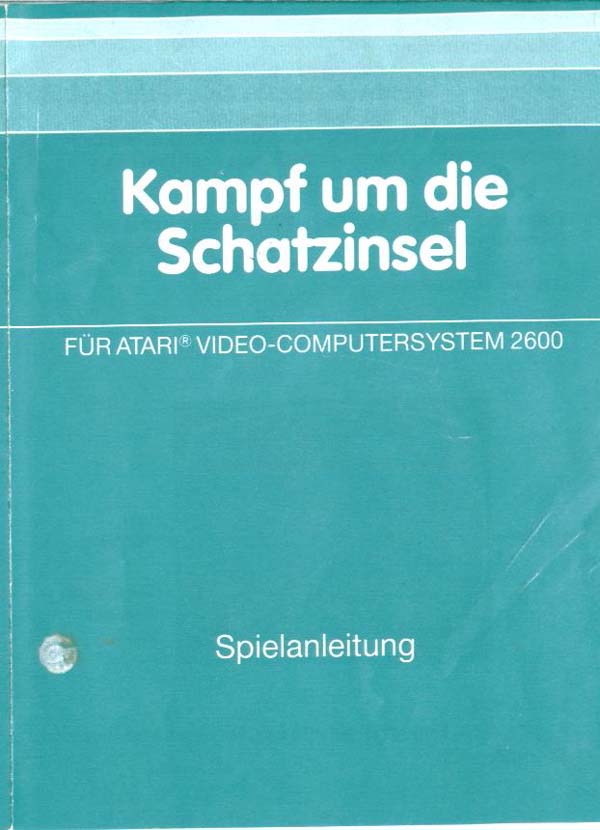 Kampf um die
Schatzinsel
FÜR ATARI® VIDEO-COMPUTERSYSTEM 2600
Spielanleitung